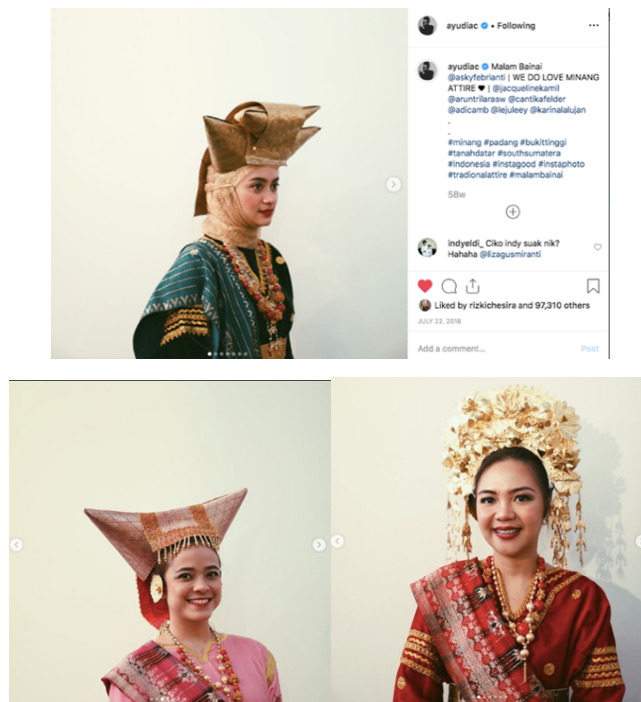 ayudiac • Following
ayudiac Malam Bainai
@askyfebrianti | WE DO LOVE MINANG
ATTIRE ♥ | @jacquelinekamil
@aruntrilarasw @cantikafelder
@adicamb @lejuleey @karinalalujan
.
.
#minang #padang #bukittinggi
#tanahdatar #southsumatera
#indonesia #instagood #instaphoto
#tradionalattire #malambainai
58w
indyeldi_ Ciko indy suak nik?
Hahaha @lizagusmiranti
Liked by rizkichesira and 97,310 others
JULY 23, 2018
Add a comment...
Post